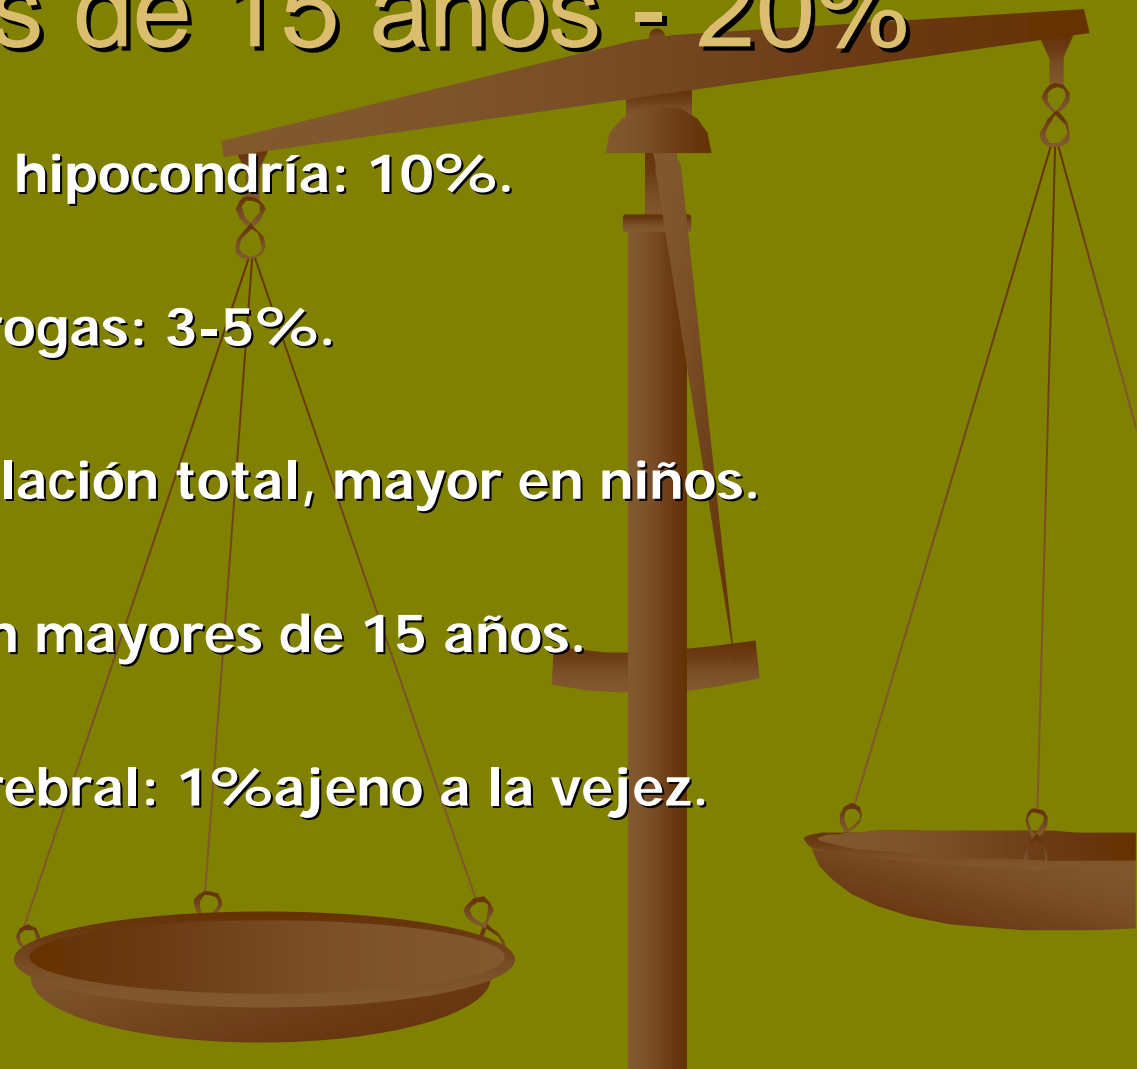 s de 15 años - 20%
hipocondría: 10%.
rogas: 3-5%.
lación total, mayor en niños.
n mayores de 15 años.
rebral: 1%ajeno a la vejez.